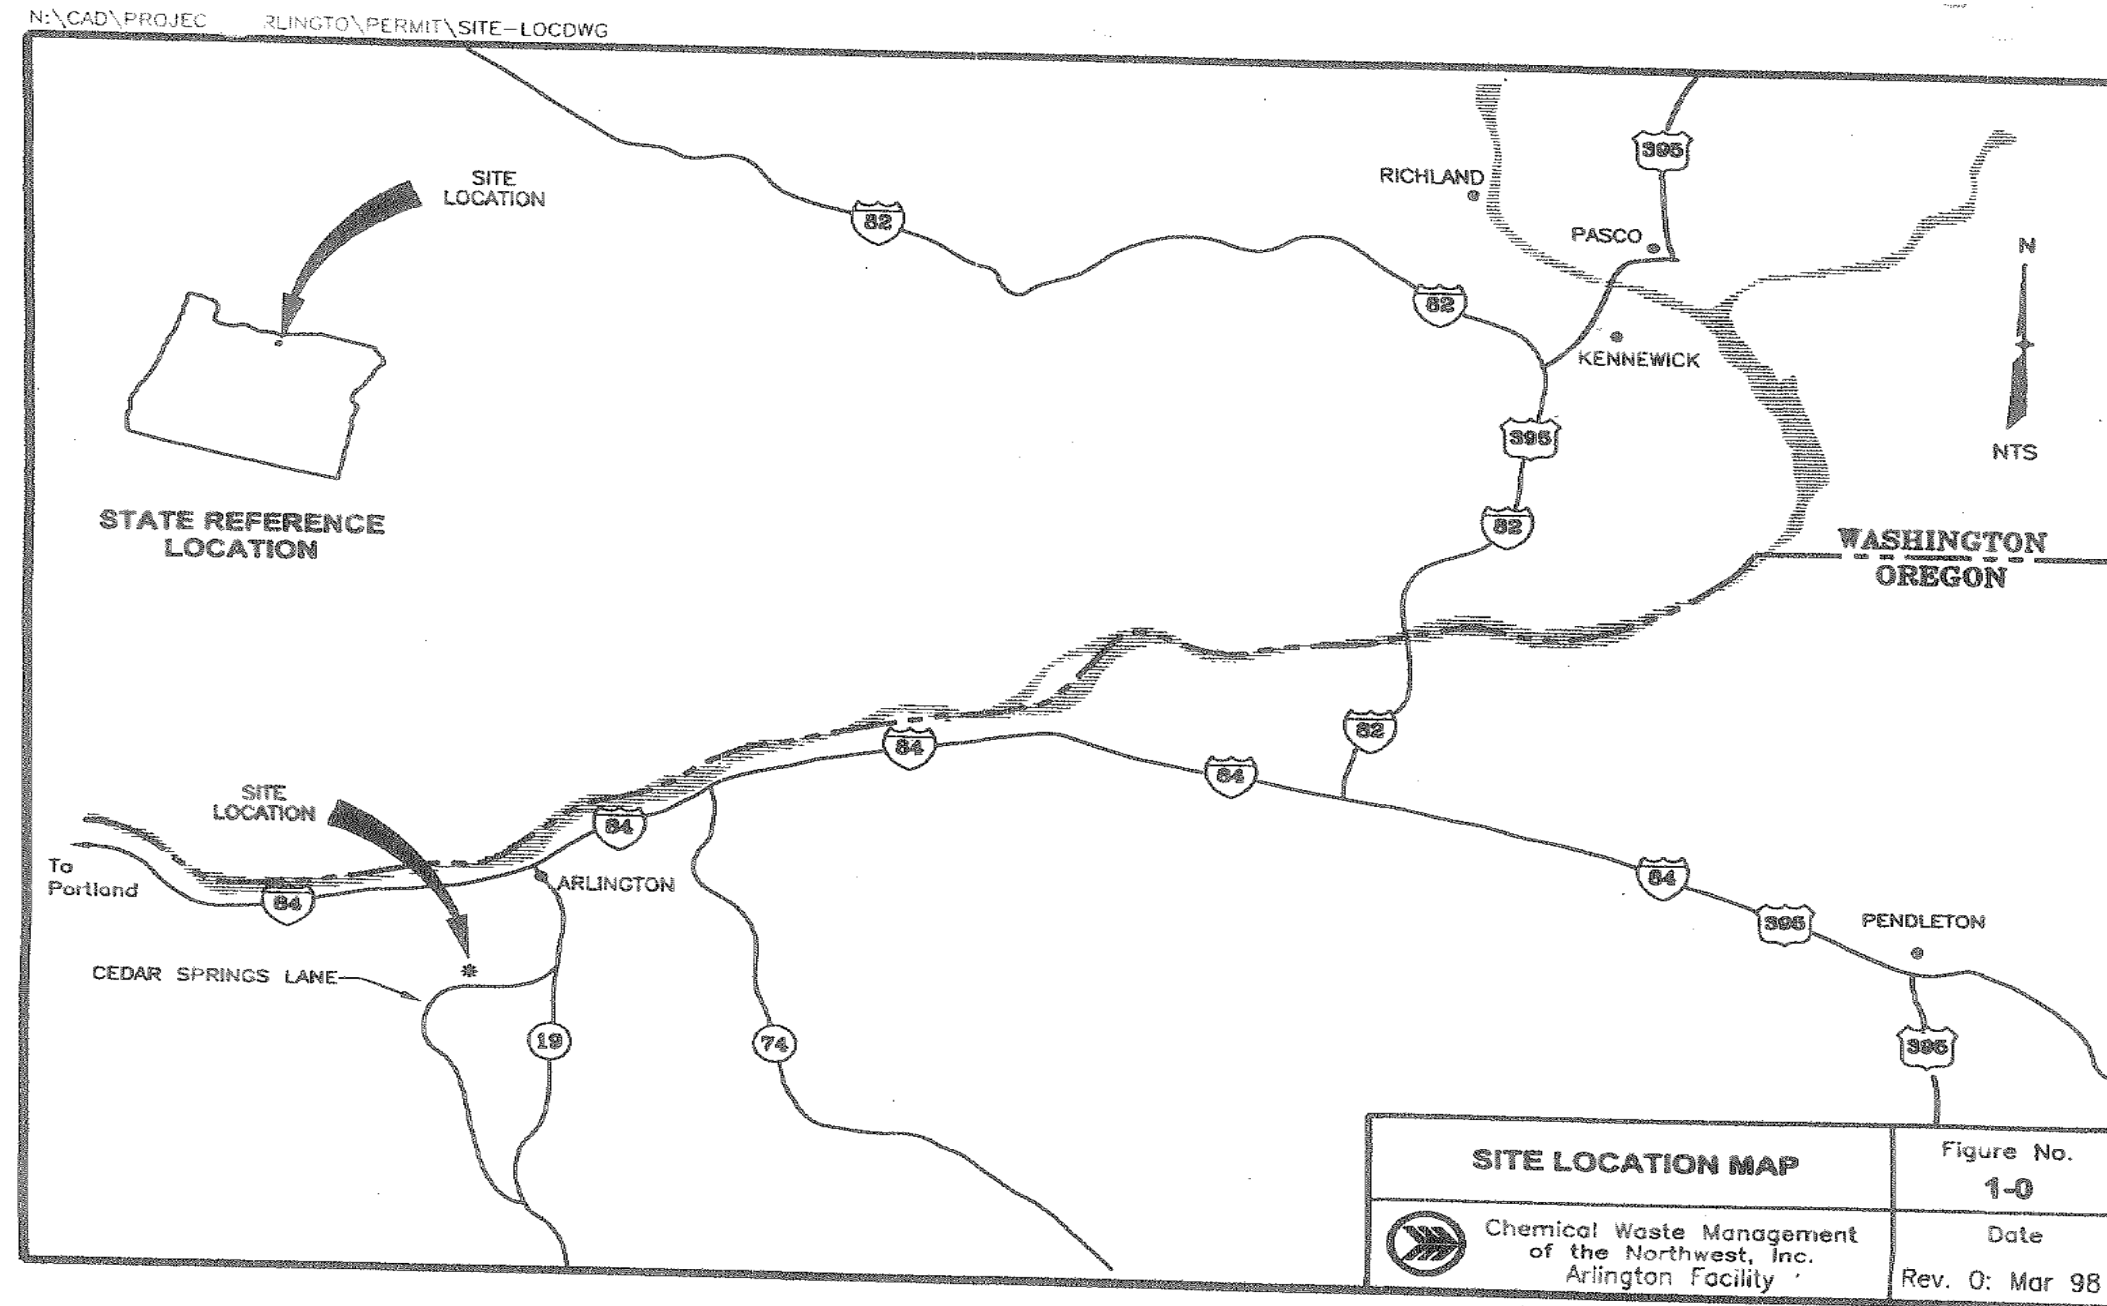 N:\CAD\PROJEC RLINGTO\PERMIT\SITE-LOCDWG
SITE
LOCATION
STATE REFERENCE
LOCATION
82
82
395
RICHLAND
PASCO
KENNEWICK
N
NTS
395
82
WASHINGTON
OREGON
82
84
84
84
84
84
395
PENDLETON
395
SITE
LOCATION
To
Portland
ARLINGTON
CEDAR SPRINGS LANE
19
74
SITE LOCATION MAP
Figure No.
1-0
Chemical Waste Management
of the Northwest, Inc.
Arlington Facility
Date
Rev. 0: Mar 98